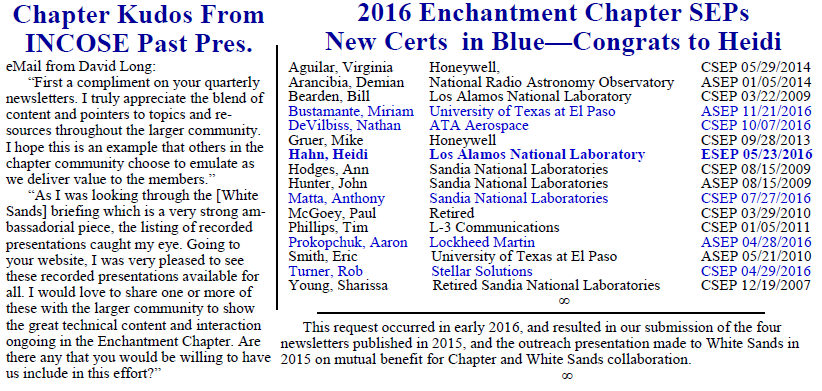 Chapter Kudos From
INCOSE Past Pres.
eMail from David Long:
“First a compliment on your quarterly
newsletters. I truly appreciate the blend of
content and pointers to topics and re-
sources throughout the larger community.
I hope this is an example that others in the
chapter community choose to emulate as
we deliver value to the members.”
“As I was looking through the [White
Sands] briefing which is a very strong am-
bassadorial piece, the listing of recorded
presentations caught my eye. Going to
your website, I was very pleased to see
these recorded presentations available for
all. I would love to share one or more of
these with the larger community to show
the great technical content and interaction
ongoing in the Enchantment Chapter. Are
there any that you would be willing to have
us include in this effort?”
2016 Enchantment Chapter SEPs
New Certs in Blue—Congrats to Heidi
Aguilar, Virginia Honeywell, CSEP 05/29/2014
Arancibia, Demian National Radio Astronomy Observatory ASEP 01/05/2014
Bearden, Bill Los Alamos National Laboratory CSEP 03/22/2009
Bustamante, Miriam University of Texas at El Paso ASEP 11/21/2016
DeVilbiss, Nathan ATA Aerospace CSEP 10/07/2016
Gruer, Mike Honeywell CSEP 09/28/2013
Hahn, Heidi Los Alamos National Laboratory ESEP 05/23/2016
Hodges, Ann Sandia National Laboratories CSEP 08/15/2009
Hunter, John Sandia National Laboratories ASEP 08/15/2009
Matta, Anthony Sandia National Laboratories CSEP 07/27/2016
McGoey, Paul Retired CSEP 03/29/2010
Phillips, Tim L-3 Communications CSEP 01/05/2011
Prokopchuk, Aaron Lockheed Martin ASEP 04/28/2016
Smith, Eric University of Texas at El Paso ASEP 05/21/2010
Turner, Rob Stellar Solutions CSEP 04/29/2016
Young, Sharissa Retired Sandia National Laboratories CSEP 12/19/2007
∞
This request occurred in early 2016, and resulted in our submission of the four
newsletters published in 2015, and the outreach presentation made to White Sands in
2015 on mutual benefit for Chapter and White Sands collaboration.
∞